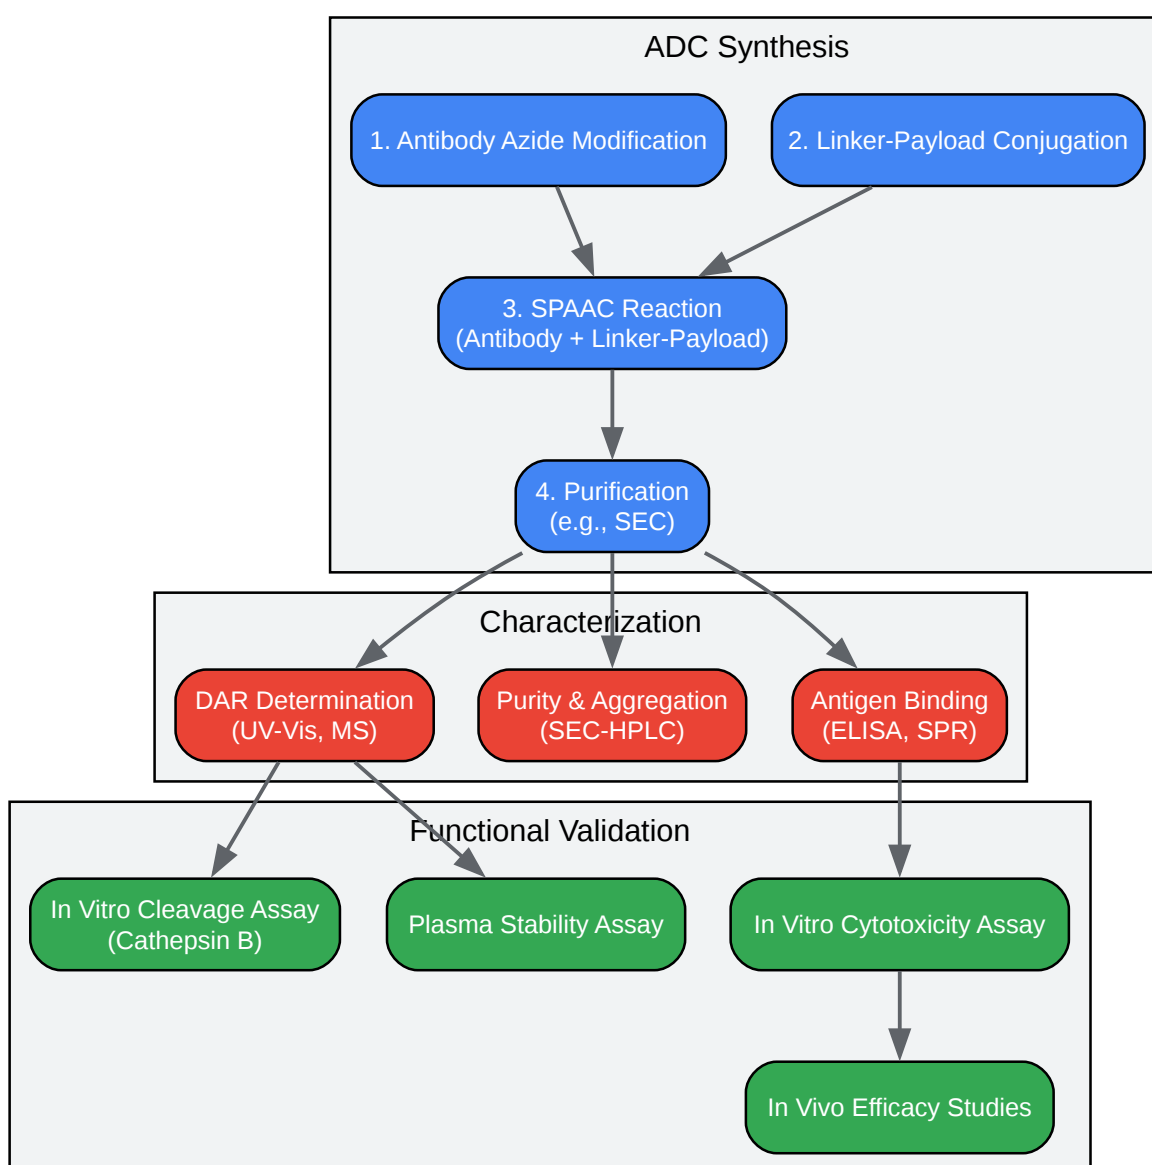 ADC Synthesis
1. Antibody Azide Modification
2. Linker-Payload Conjugation
3. SPAAC Reaction
(Antibody + Linker-Payload)
4. Purification
(e.g., SEC)
Characterization
DAR Determination
(UV-Vis, MS)
Purity & Aggregation
(SEC-HPLC)
Antigen Binding
(ELISA, SPR)
Functional Validation
In Vitro Cleavage Assay
(Cathepsin B)
Plasma Stability Assay
In Vitro Cytotoxicity Assay
In Vivo Efficacy Studies